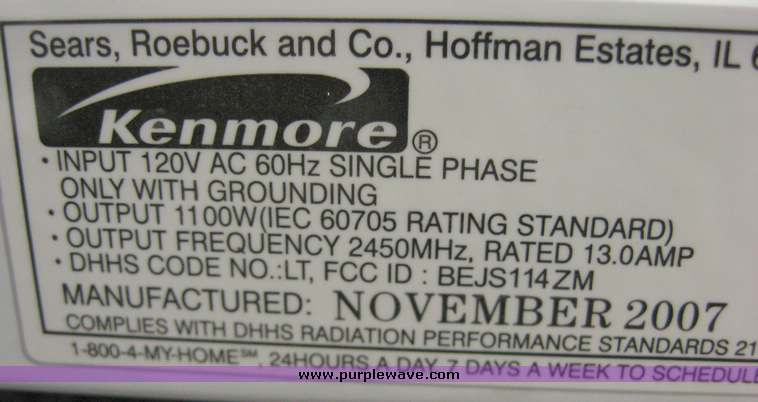 Sears, Roebuck and Co., Hoffman Estates, IL
Kenmore®
• INPUT 120V AC 60Hz SINGLE PHASE
ONLY WITH GROUNDING
• OUTPUT 1100W(IEC 60705 RATING STANDARD)
• OUTPUT FREQUENCY 2450MHz, RATED 13.0AMP
• DHHS CODE NO.:LT, FCC ID : BEJS114ZM
MANUFACTURED: NOVEMBER 2007
COMPLIES WITH DHHS RADIATION PERFORMANCE STANDARDS 21
1-800-4-MY-HOME℠, 24HOURS A DAY 7 DAYS A WEEK TO SCHEDULE
www.purplewave.com